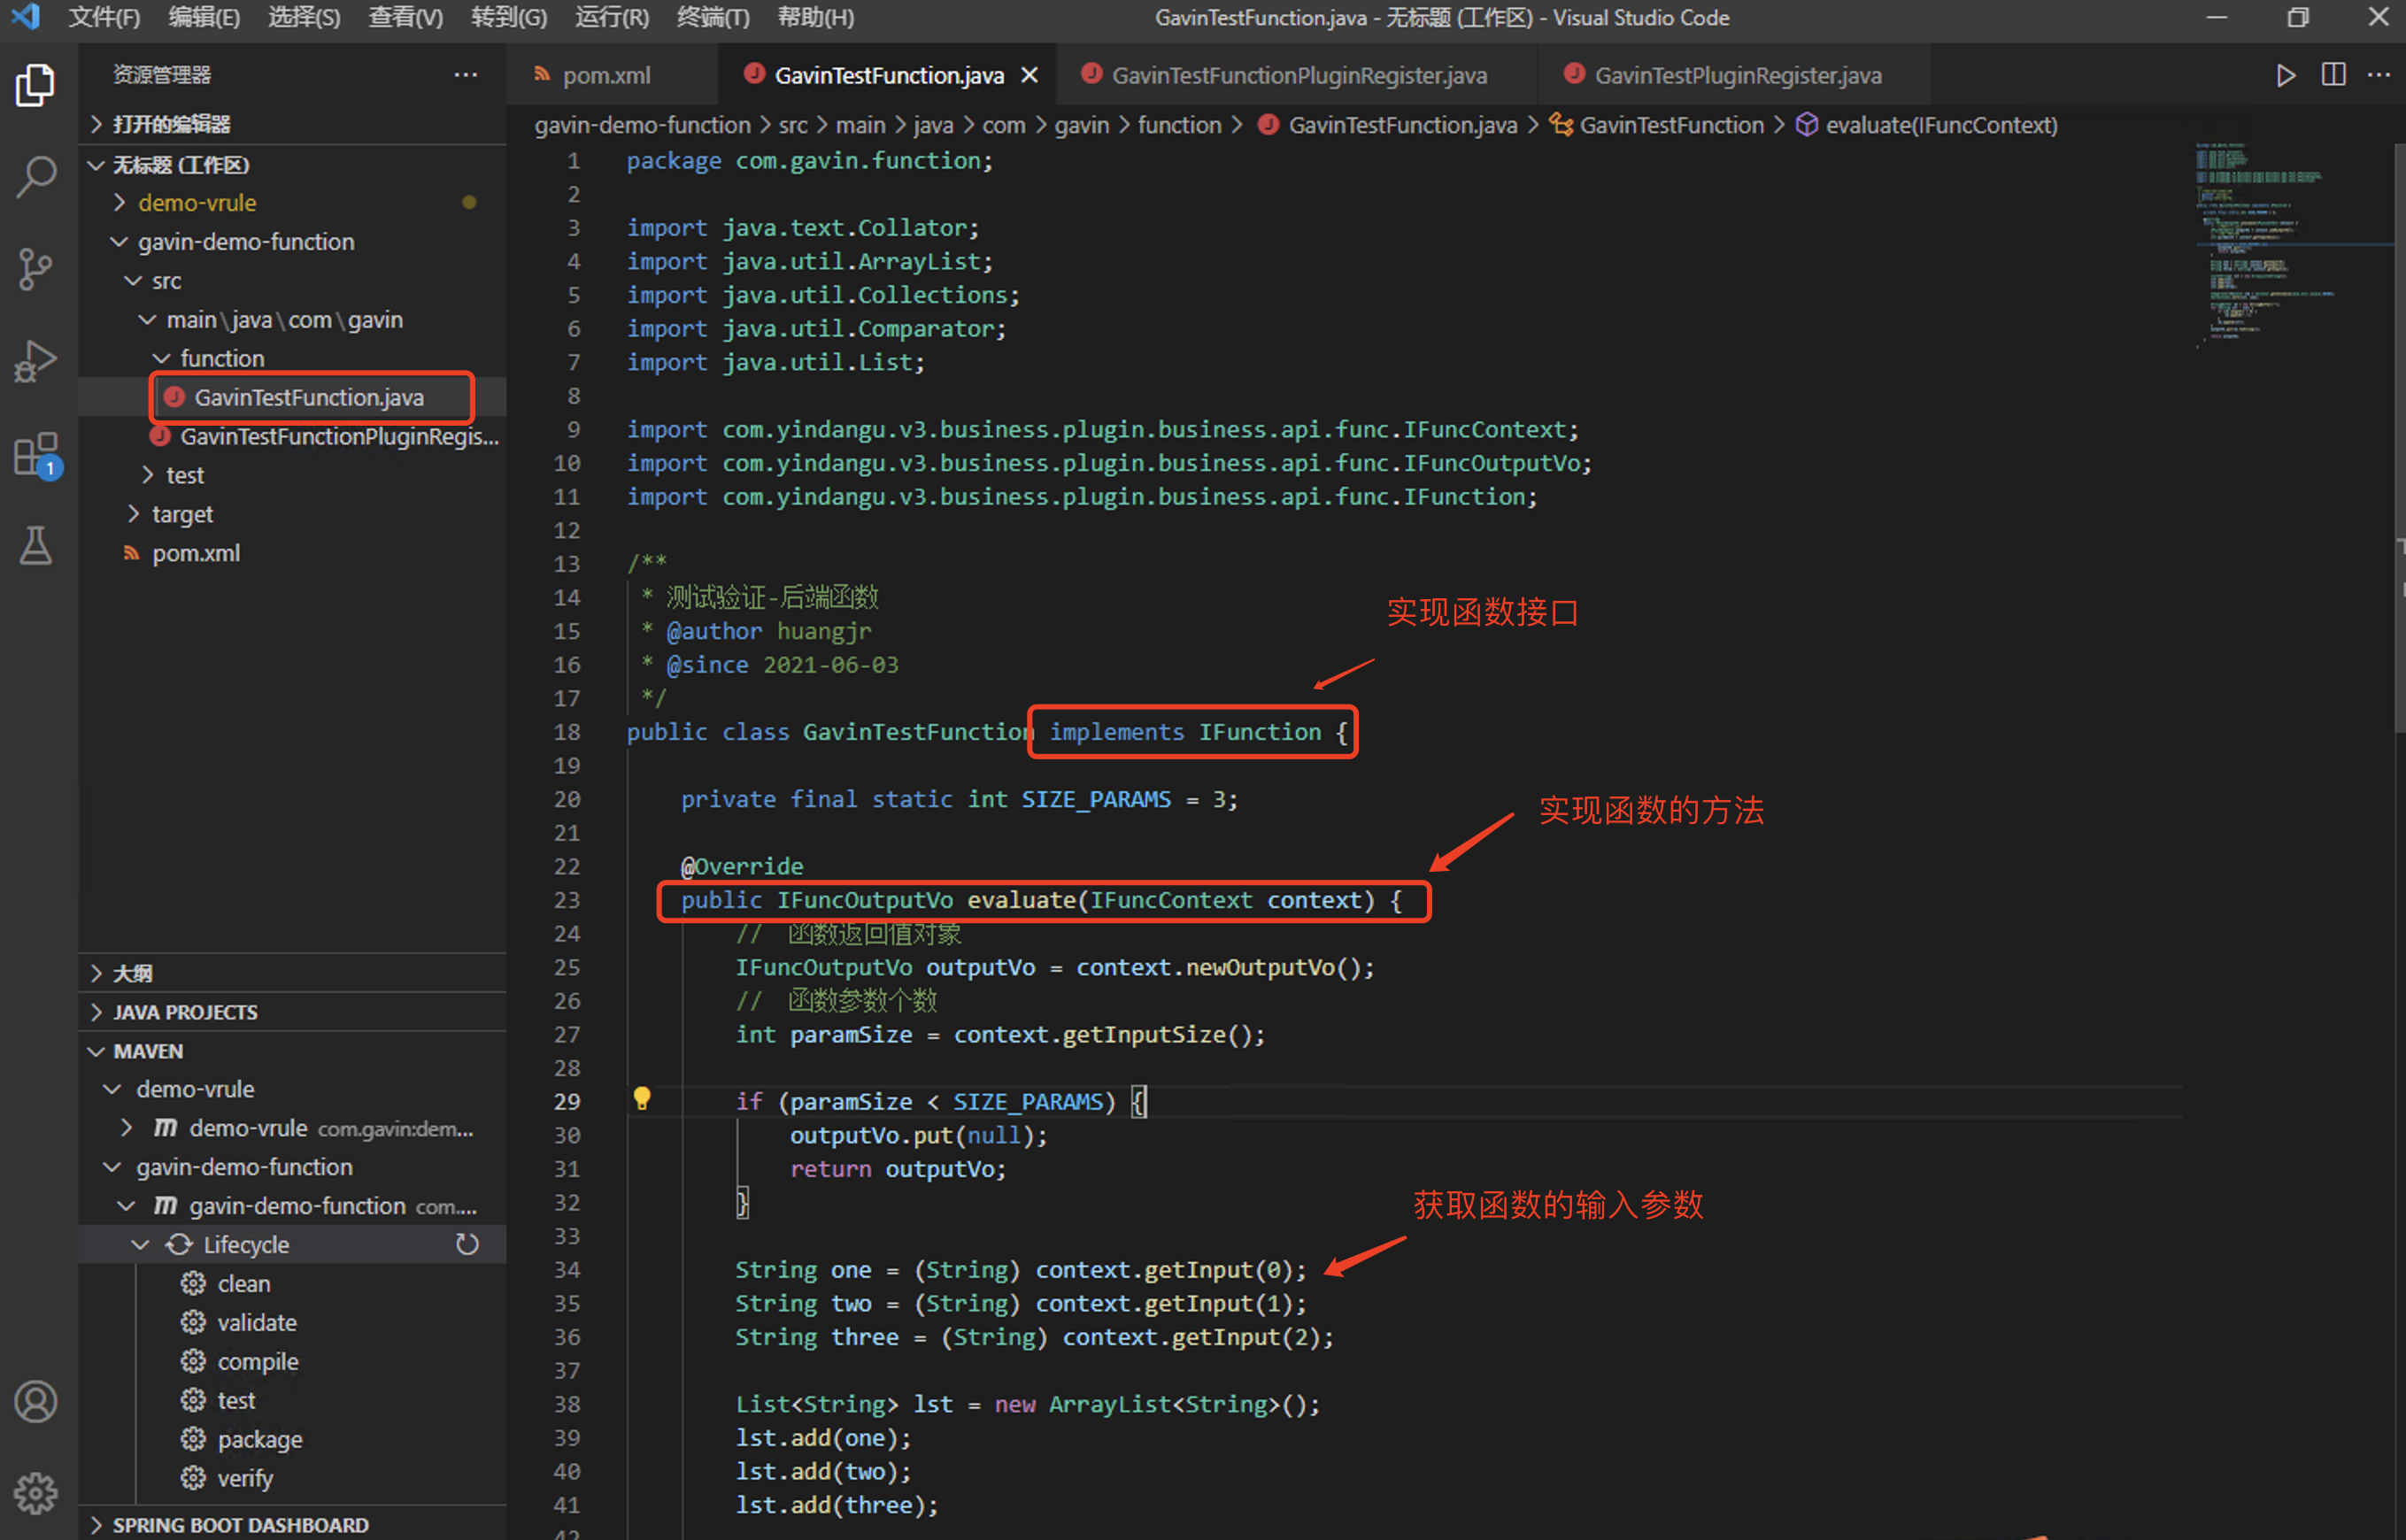 文件(F) 编辑(E) 选择(S) 查看(V) 转到(G) 运行(R) 终端(T) 帮助(H) GavinTestFunction.java - 无标题 (工作区) - Visual Studio Code
资源管理器
打开的编辑器
无标题 (工作区)
demo-vrule
gavin-demo-function
src
main\java\com\gavin
function
GavinTestFunction.java
GavinTestFunctionPluginRegis...
test
target
pom.xml
1
大纲
JAVA PROJECTS
MAVEN
demo-vrule
demo-vrule com.gavin:dem...
gavin-demo-function
gavin-demo-function com....
Lifecycle
clean
validate
compile
test
package
verify
SPRING BOOT DASHBOARD
pom.xml GavinTestFunction.java GavinTestFunctionPluginRegister.java GavinTestPluginRegister.java
gavin-demo-function > src > main > java > com > gavin > function > GavinTestFunction.java > GavinTestFunction > evaluate(IFuncContext)
1 package com.gavin.function;
2
3 import java.text.Collator;
4 import java.util.ArrayList;
5 import java.util.Collections;
6 import java.util.Comparator;
7 import java.util.List;
8
9 import com.yindangu.v3.business.plugin.business.api.func.IFuncContext;
10 import com.yindangu.v3.business.plugin.business.api.func.IFuncOutputVo;
11 import com.yindangu.v3.business.plugin.business.api.func.IFunction;
12
13 /**
14 * 测试验证-后端函数
15 * @author huangjr
16 * @since 2021-06-03
17 */
实现函数接口
18 public class GavinTestFunction implements IFunction {
19
20 private final static int SIZE_PARAMS = 3;
实现函数的方法
21
22 @Override
23 public IFuncOutputVo evaluate(IFuncContext context) {
24 // 函数返回值对象
25 IFuncOutputVo outputVo = context.newOutputVo();
26 // 函数参数个数
27 int paramSize = context.getInputSize();
28
29 if (paramSize < SIZE_PARAMS) {
30 outputVo.put(null);
31 return outputVo;
32 }
获取函数的输入参数
33
34 String one = (String) context.getInput(0);
35 String two = (String) context.getInput(1);
36 String three = (String) context.getInput(2);
37
38 List<String> lst = new ArrayList<String>();
39 lst.add(one);
40 lst.add(two);
41 lst.add(three);
42